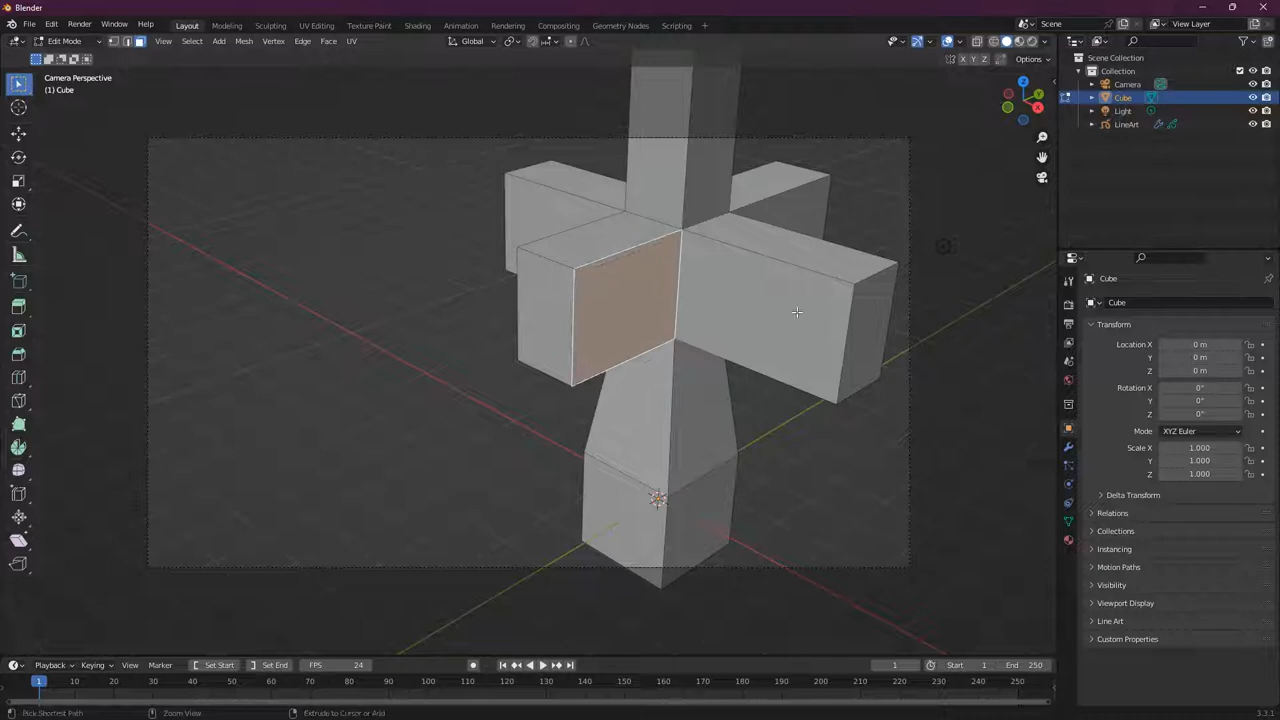 Blender
File Edit Render Window Help Layout Modeling Sculpting UV Editing Texture Paint Shading Animation Rendering Compositing Geometry Nodes Scripting + Scene View Layer
Edit Mode View Select Add Mesh Vertex Edge Face UV Global
X Y Z Options
Camera Perspective
(1) Cube
Z
Y
X
Scene Collection
Collection
Camera
Cube
Light
LineArt
Cube
Cube
Transform
Location X 0 m
Y 0 m
Z 0 m
Rotation X 0°
Y 0°
Z 0°
Mode XYZ Euler
Scale X 1.000
Y 1.000
Z 1.000
Delta Transform
Relations
Collections
Instancing
Motion Paths
Visibility
Viewport Display
Line Art
Custom Properties
Playback Keying View Marker Set Start Set End FPS 24 1 Start 1 End 250
1 10 20 30 40 50 60 70 80 90 100 110 120 130 140 150 160 170 180 190 200 210 220 230 240 250
Pick Shortest Path Zoom View Extrude to Cursor or Add 3.3.1